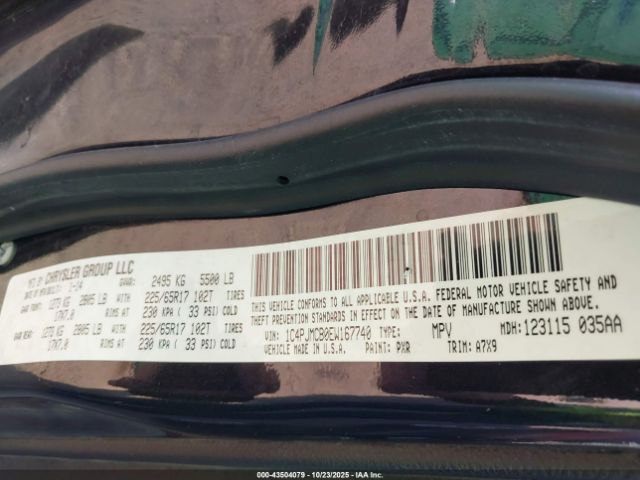 MFD BY: CHRYSLER GROUP LLC
DATE OF MFR: 1-14 GVWR: 2495 KG 5500 LB
GAWR FRONT: 1273 KG 2805 LB WITH 225/65R17 102T TIRES
17X7.0 RIMS AT 230 KPA ( 33 PSI)COLD
GAWR REAR: 1273 KG 2805 LB WITH 225/65R17 102T TIRES
17X7.0 RIMS AT 230 KPA ( 33 PSI)COLD
THIS VEHICLE CONFORMS TO ALL APPLICABLE U.S.A. FEDERAL MOTOR VEHICLE SAFETY AND
THEFT PREVENTION STANDARDS IN EFFECT ON THE DATE OF MANUFACTURE SHOWN ABOVE.
VIN: 1C4PJMCB0EW167740 TYPE: MPV MDH:123115 035AA
VEHICLE MADE IN U.S.A. PAINT: PXR TRIM: A7X9
000-43504079 | 10/23/2025 - IAA Inc.